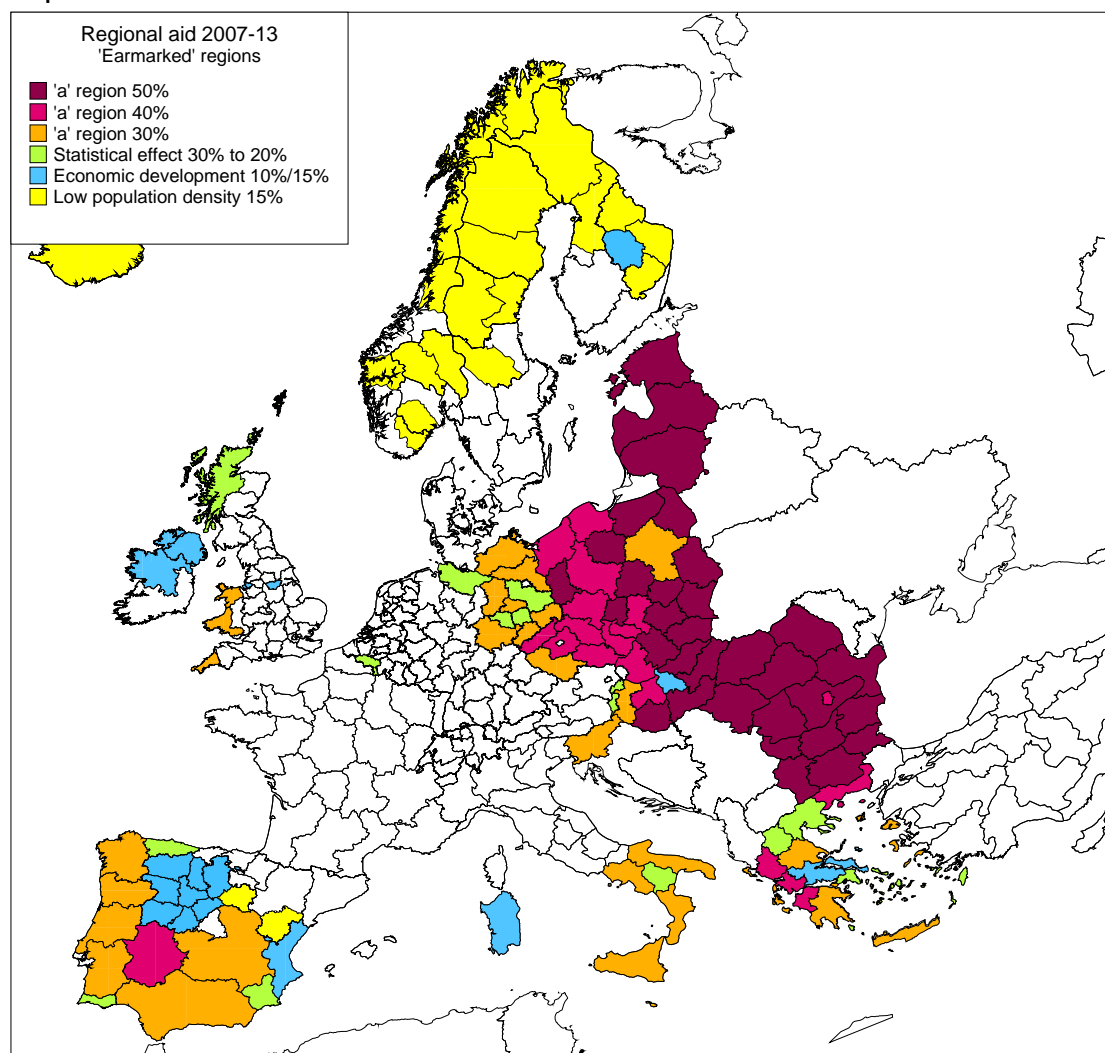 Regional aid 2007-13
'Earmarked' regions
'a' region 50%
'a' region 40%
'a' region 30%
Statistical effect 30% to 20%
Economic development 10%/15%
Low population density 15%